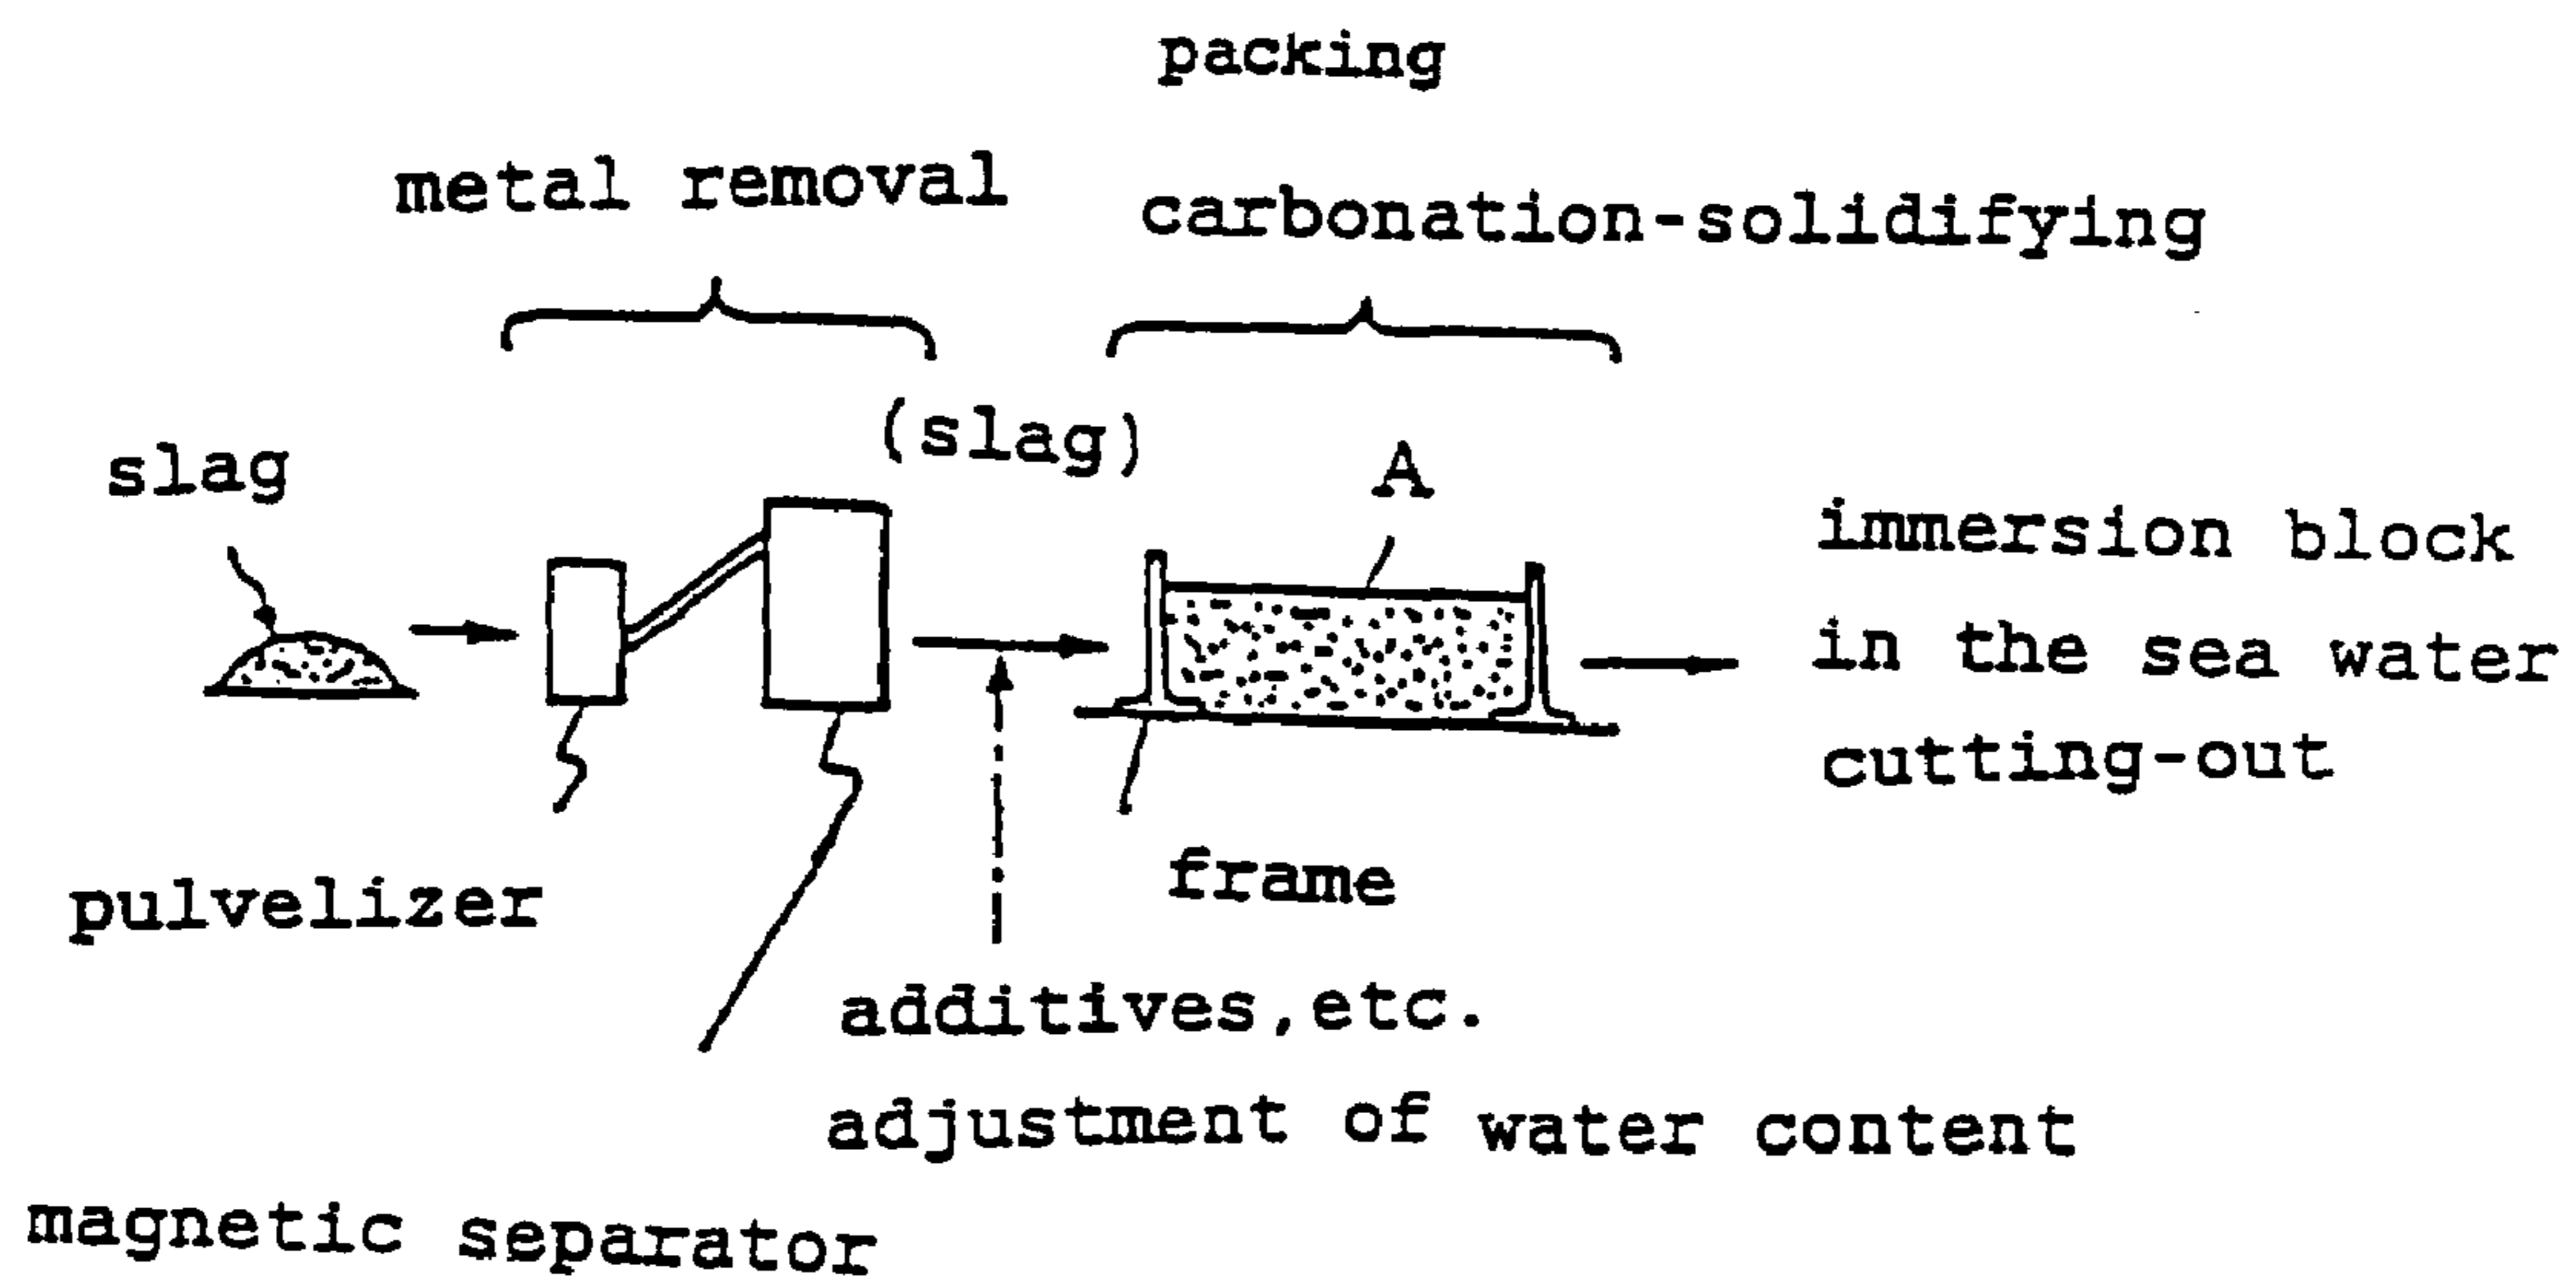 packing
metal removal
carbonation-solidifying
(slag)
slag
A
immersion block
in the sea water
cutting-out
pulvelizer
frame
additives,etc.
adjustment of water content
magnetic separator